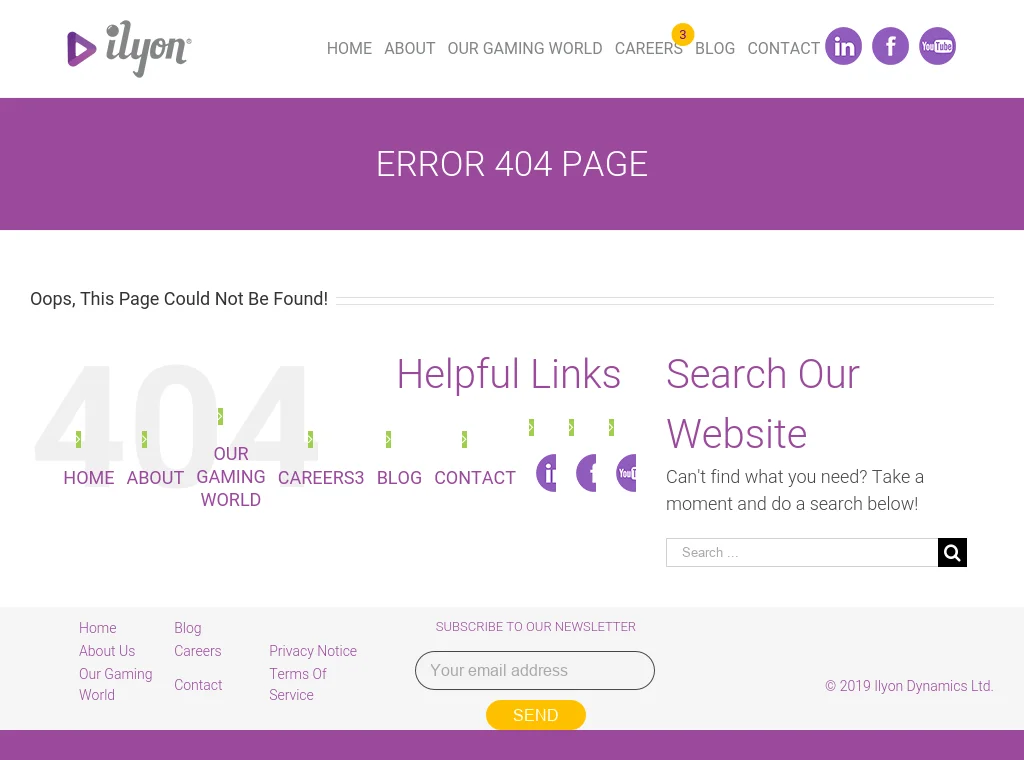 ilyon®
HOME ABOUT OUR GAMING WORLD CAREERS 3 BLOG CONTACT in f YouTube
ERROR 404 PAGE
Oops, This Page Could Not Be Found!
404
Helpful Links
HOME ABOUT OUR GAMING WORLD CAREERS3 BLOG CONTACT
Search Our
Website
Can't find what you need? Take a
moment and do a search below!
Search ...
Home Blog
About Us Careers Privacy Notice
Our Gaming World Contact Terms Of Service
SUBSCRIBE TO OUR NEWSLETTER
Your email address
SEND
© 2019 Ilyon Dynamics Ltd.